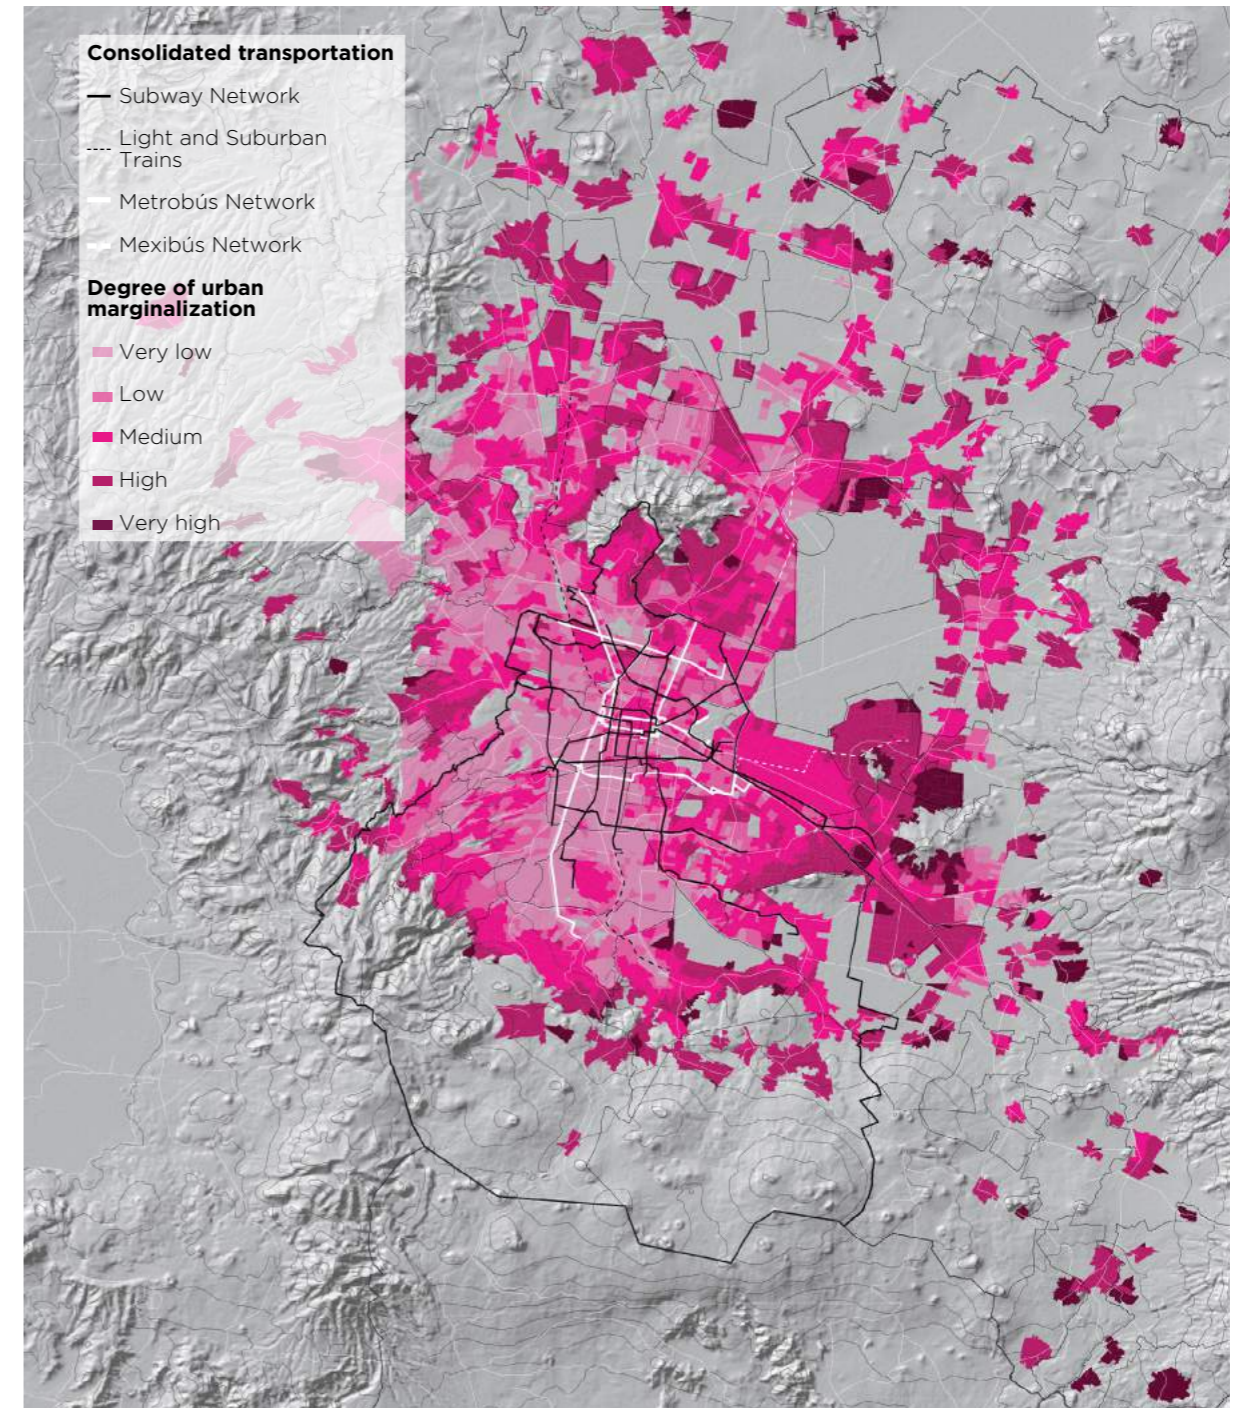 Consolidated transportation
Subway Network
Light and Suburban
Trains
Metrobús Network
Mexibús Network
Degree of urban
marginalization
Very low
Low
Medium
High
Very high